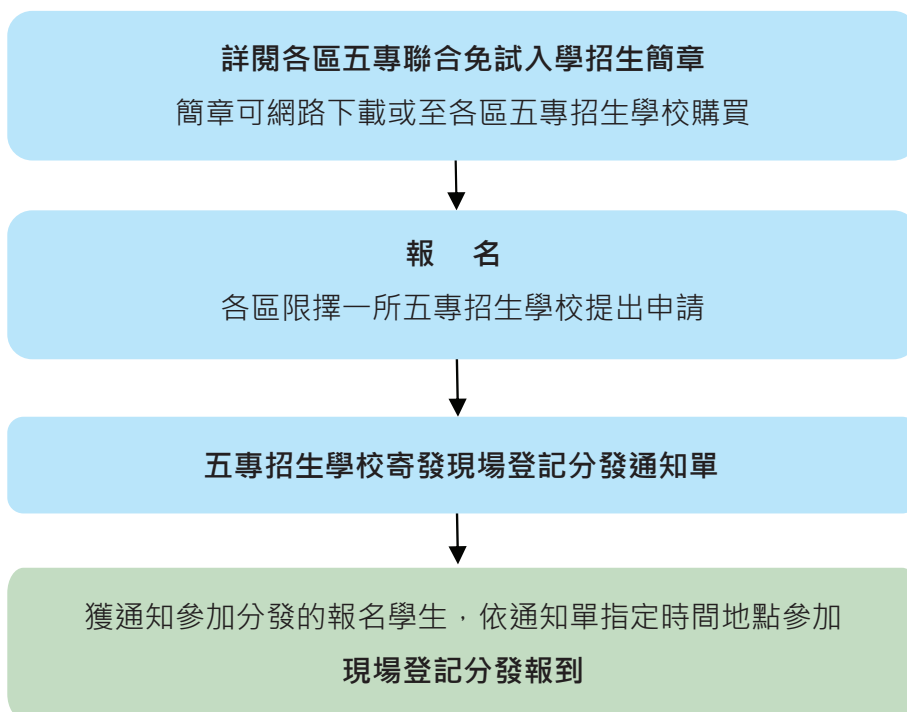 詳閱各區五專聯合免試入學招生簡章
簡章可網路下載或至各區五專招生學校購買
報　名
各區限擇一所五專招生學校提出申請
五專招生學校寄發現場登記分發通知單
獲通知參加分發的報名學生，依通知單指定時間地點參加
現場登記分發報到